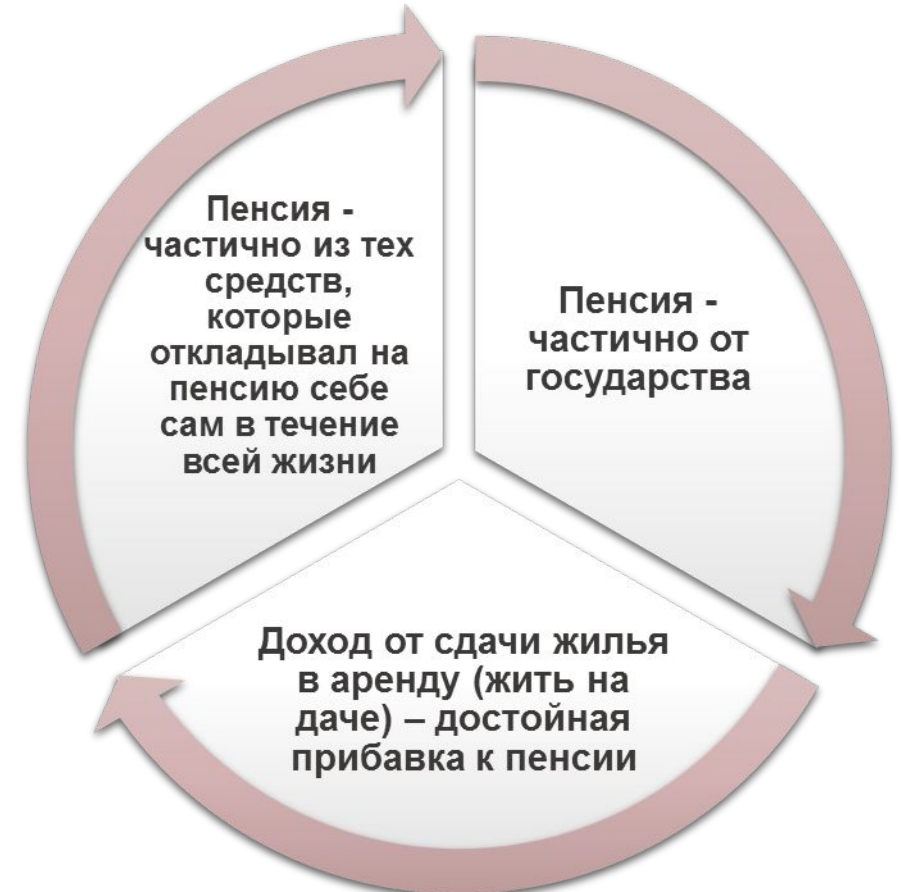 Пенсия -
частично из тех
средств,
которые
откладывал на
пенсию себе
сам в течение
всей жизни
Пенсия -
частично от
государства
Доход от сдачи жилья
в аренду (жить на
даче) – достойная
прибавка к пенсии